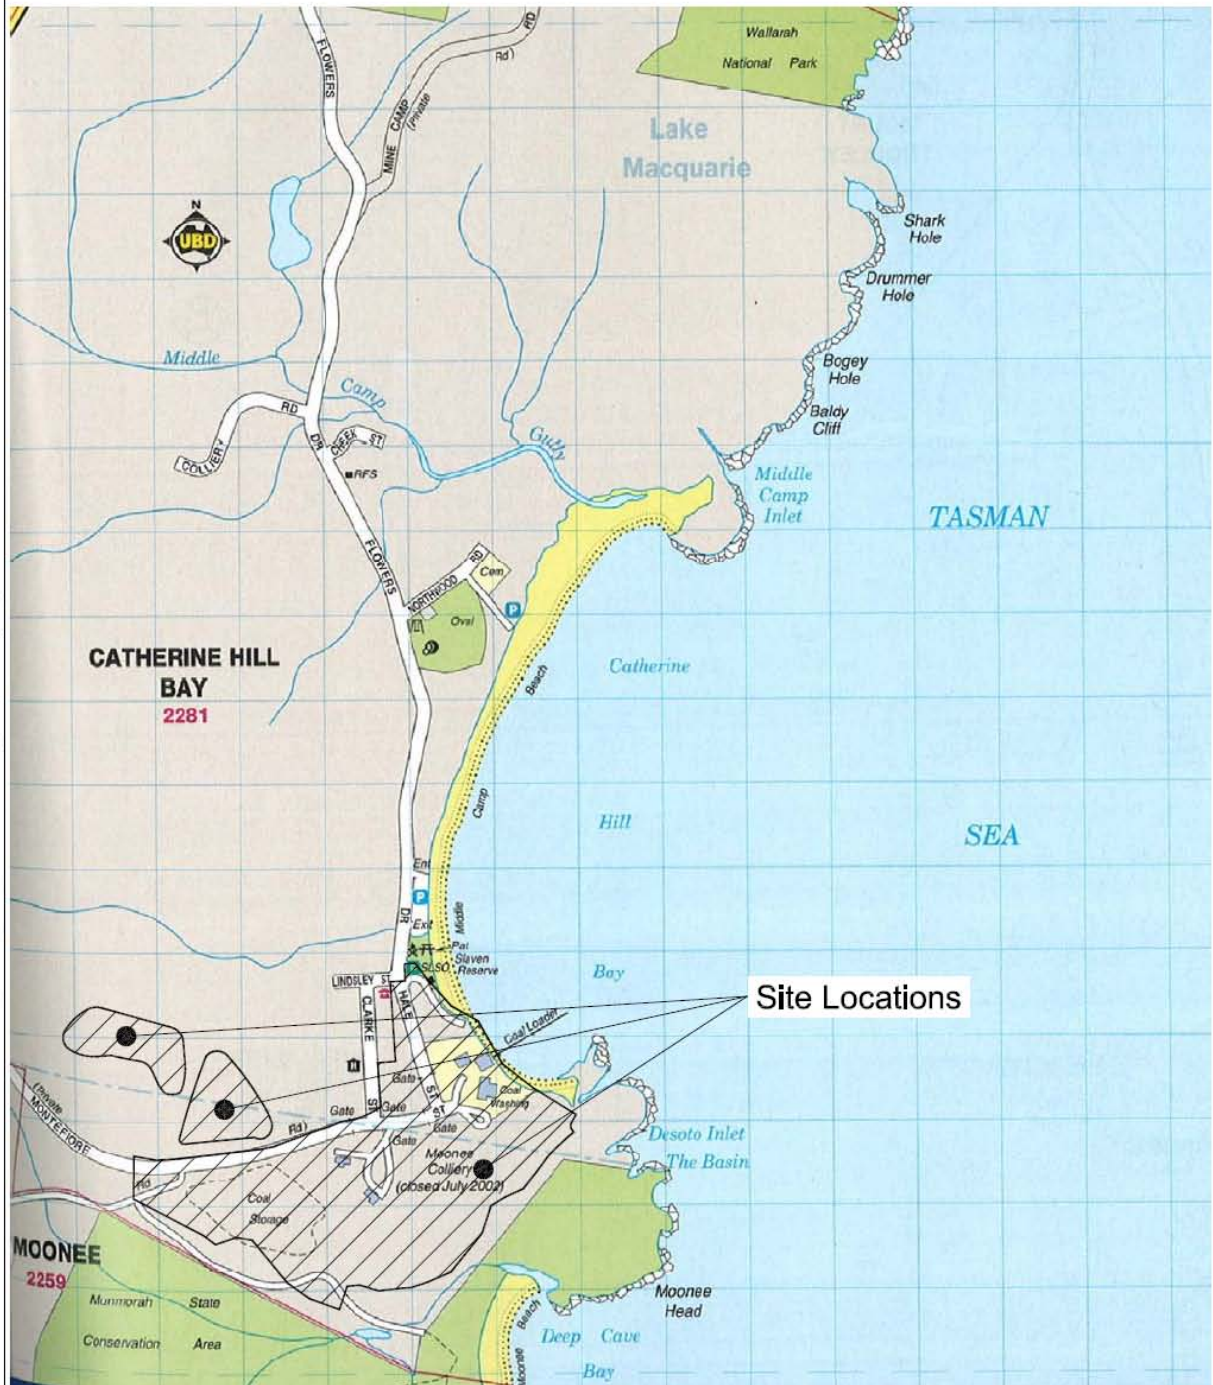 FLOWERS
RD
Rd)
MINE CAMP
(Private
Wallarah
National Park
Lake
Macquarie
N
UBD
Shark
Hole
Drummer
Hole
Bogey
Hole
Baldy
Cliff
Middle
Camp
Gully
RD
COLLIERY
DR
CREEK ST
RFS
Middle
Camp
Inlet
TASMAN
SEA
FLOWERS
NORTHWOOD RD
Cem
P
Oval
CATHERINE HILL
BAY
2281
Catherine
Hill
Bay
Beach
Camp
Middle
Ent
P
Exit
DR
Pat
Slaven
Reserve
SLSC
LINDSLEY ST
CLARKE
ST
HALE
ST
Coal Loader
Site Locations
Gate
Coal
Washing
ST
Gate
Gate
Gate
Gate
(Private
MONTEFIORE
Rd)
Rd
Moonee
Colliery
(closed July 2002)
Coal
Storage
Desoto Inlet
The Basin
MOONEE
2259
Munmorah State
Conservation Area
Moonee
Head
Beach
Moonee
Deep Cave
Bay